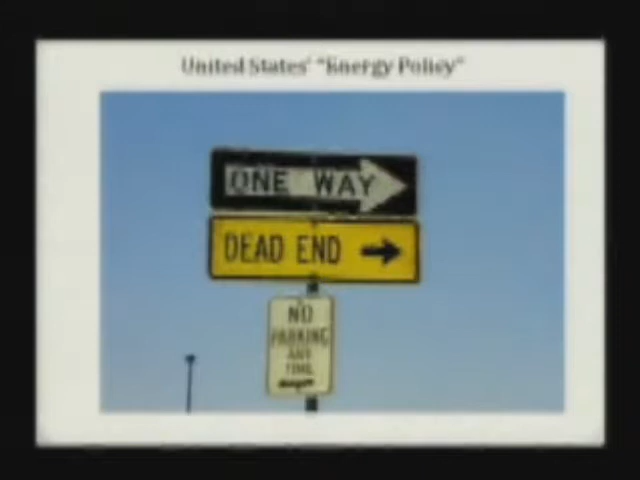 United States' "Energy Policy"
ONE WAY
DEAD END
NO
PARKING
ANY
TIME